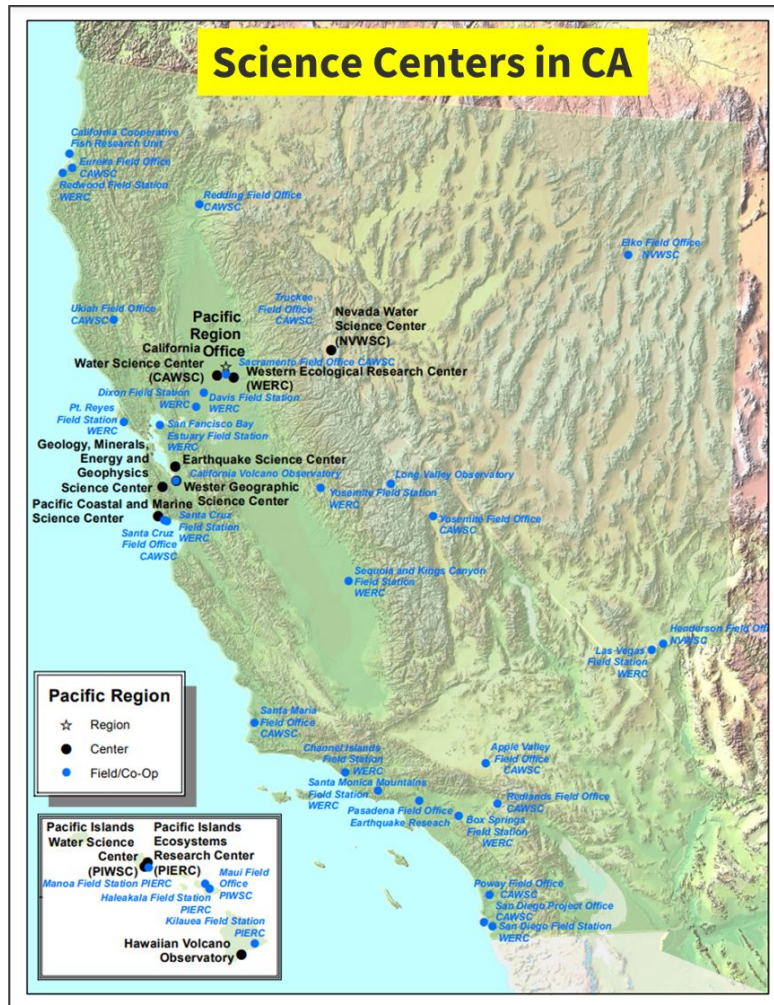 Science Centers in CA
California Cooperative
Fish Research Unit
Eureka Field Office
CAWSC
Redwood Field Station
WERC
Redding Field Office
CAWSC
Elko Field Office
NVWSC
Ukiah Field Office
CAWSC
Truckee
Field Office
CAWSC
Nevada Water
Science Center
(NVWSC)
Pacific
Region
Office
California
Water Science Center
(CAWSC)
Sacramento Field Office CAWSC
Western Ecological Research Center
(WERC)
Dixon Field Station
WERC
Davis Field Station
WERC
Pt. Reyes
Field Station
WERC
San Fancisco Bay
Estuary Field Station
WERC
Geology, Minerals,
Energy and
Geophysics
Science Center
Earthquake Science Center
California Volcano Observatory
Wester Geographic
Science Center
Long Valley Observatory
Yosemite Field Station
WERC
Pacific Coastal and Marine
Science Center
Santa Cruz
Field Station
WERC
Santa Cruz
Field Office
CAWSC
Yosemite Field Office
CAWSC
Sequoia and Kings Canyon
Field Station
WERC
Henderson Field Offi
NVWSC
Las Vegas
Field Station
WERC
Pacific Region
Region
Center
Field/Co-Op
Santa Maria
Field Office
CAWSC
Channel Islands
Field Station
WERC
Santa Monica Mountains
Field Station
WERC
Pasadena Field Office
Earthquake Reseach
Apple Valley
Field Office
CAWSC
Redlands Field Office
CAWSC
Box Springs
Field Station
WERC
Poway Field Office
CAWSC
San Diego Project Office
CAWSC
San Diego Field Station
WERC
Pacific Islands
Water Science
Center
(PIWSC)
Pacific Islands
Ecosystems
Research Center
(PIERC)
Manoa Field Station PIERC
Maui Field
Office
PIWSC
Haleakala Field Station
PIERC
Kilauea Field Station
PIERC
Hawaiian Volcano
Observatory